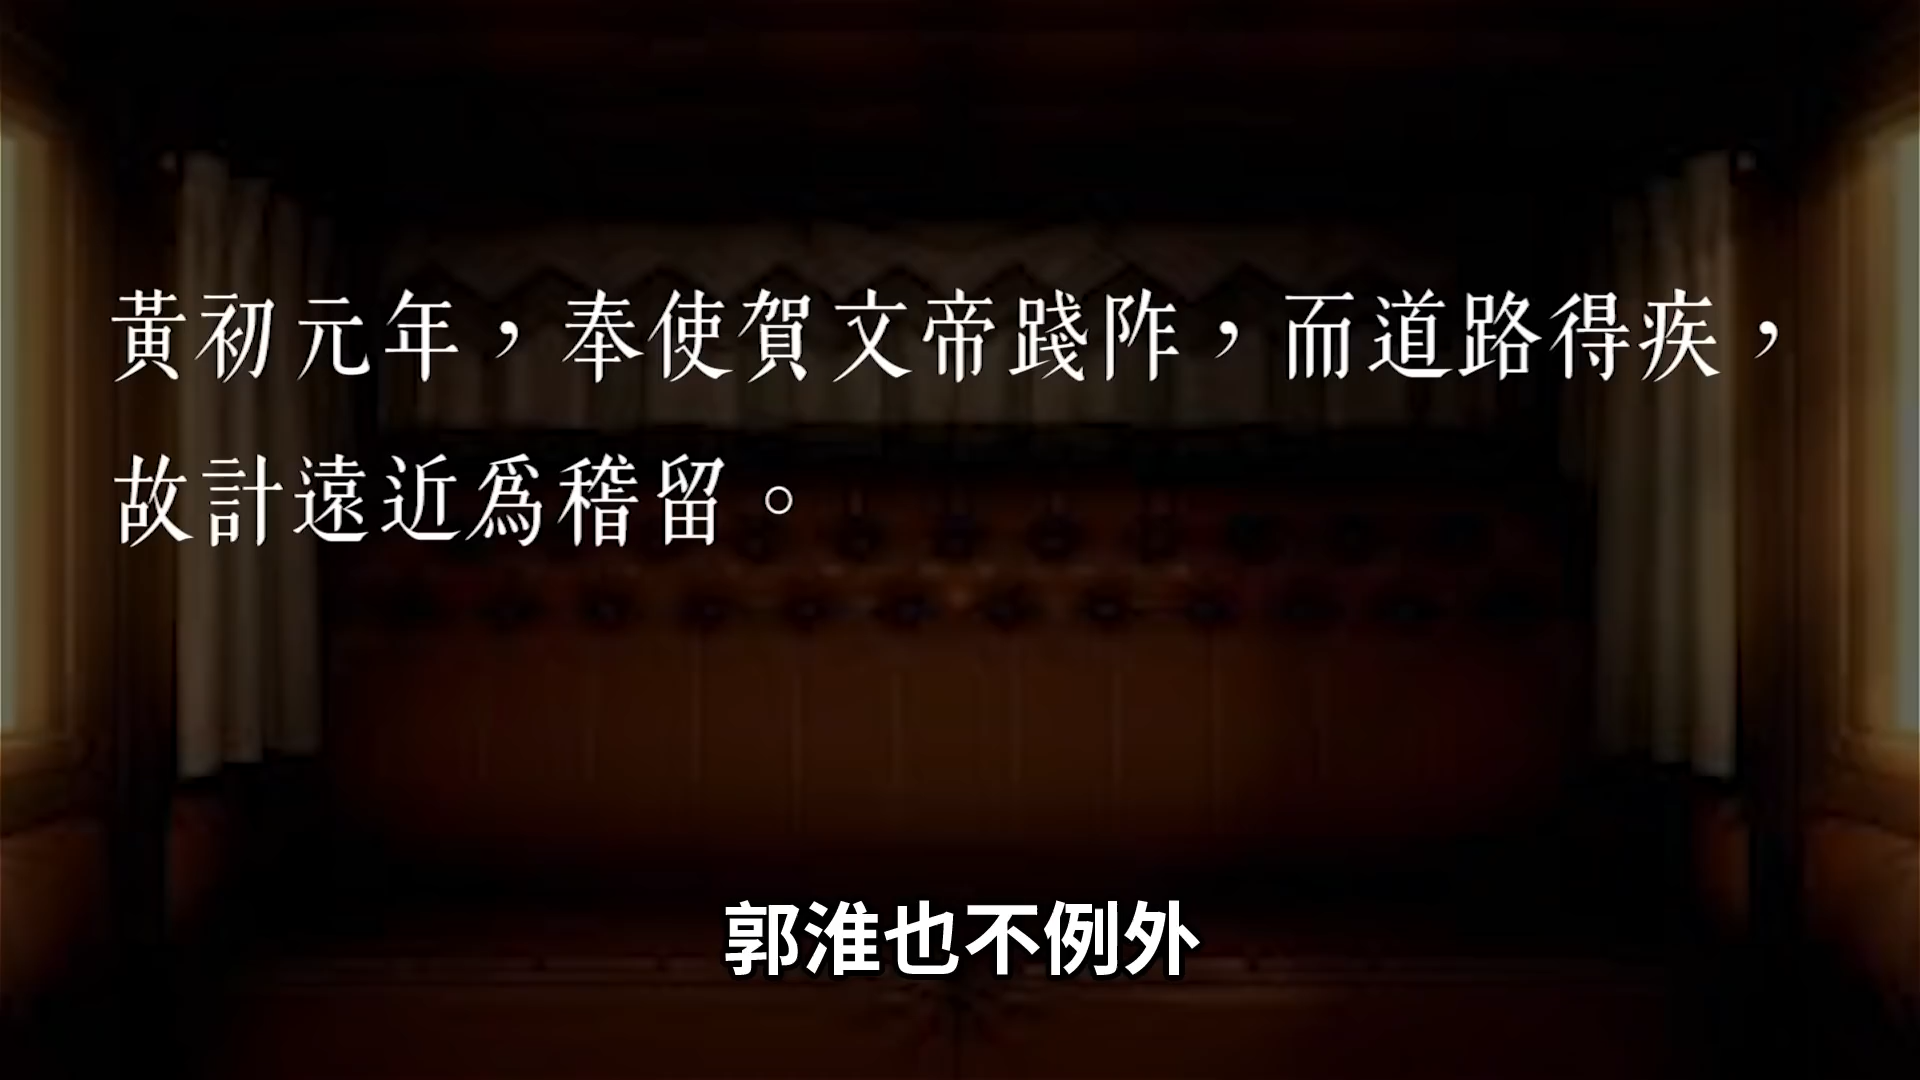 黃初元年，奉使賀文帝踐阼，而道路得疾，
故計遠近爲稽留。
郭淮也不例外